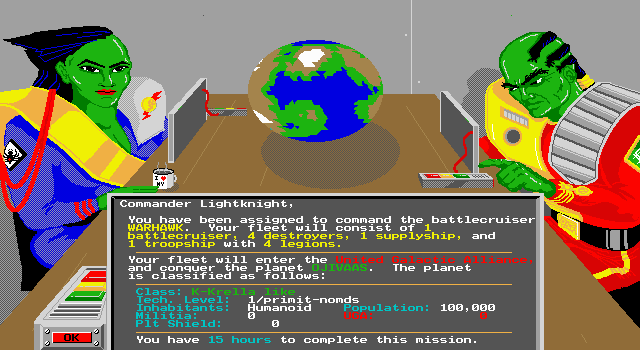 I ♥
NY
Commander Lightknight,
You have been assigned to command the battlecruiser
WARHAWK. Your fleet will consist of 1
battlecruiser, 4 destroyers, 1 supplyship, and
1 troopship with 4 legions.
Your fleet will enter the United Galactic Alliance
and conquer the planet OJIVAAS. The planet
is classified as follows:
Class: K-Krella like
Tech. Level: 1/primit-nomds
Inhabitants: Humanoid Population: 100,000
Militia: 0 UGA: 0
Plt Shield: 0
You have 15 hours to complete this mission.
OK